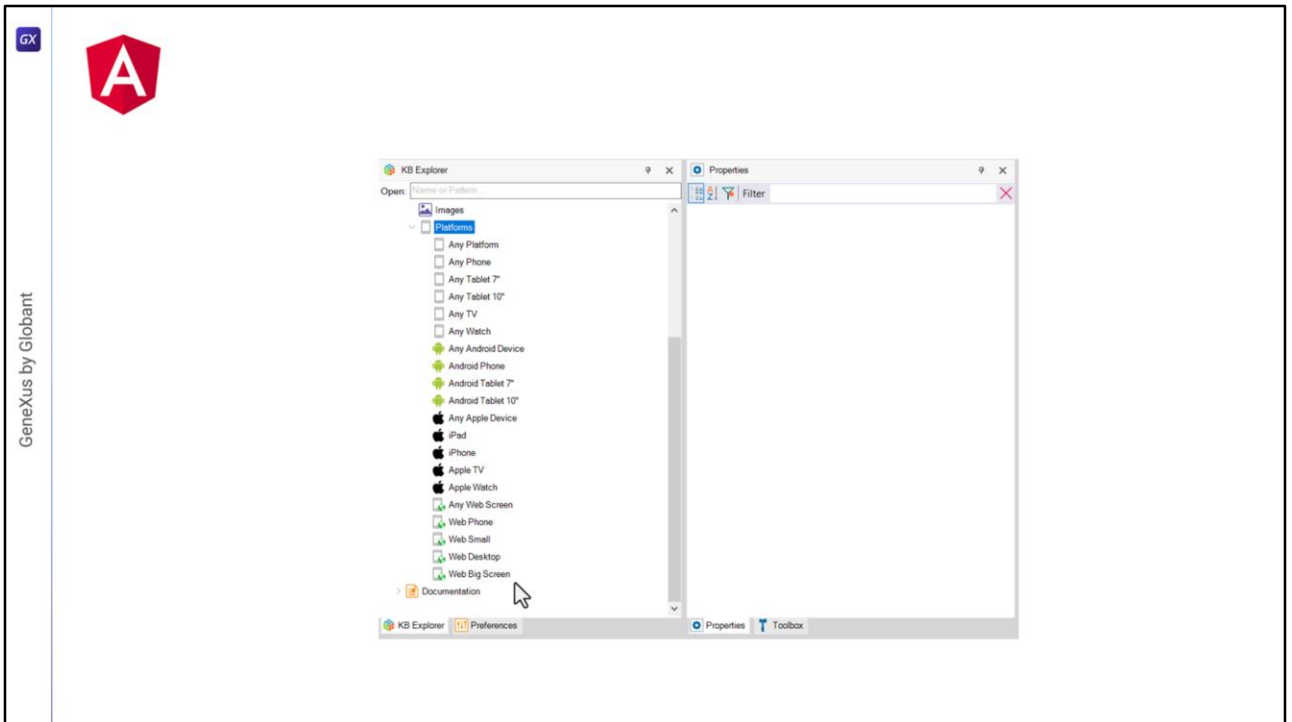 GX
GeneXus by Globant
A
KB Explorer
Open: Name or Pattern...
Images
Platforms
Any Platform
Any Phone
Any Tablet 7"
Any Tablet 10"
Any TV
Any Watch
Any Android Device
Android Phone
Android Tablet 7"
Android Tablet 10"
Any Apple Device
iPad
iPhone
Apple TV
Apple Watch
Any Web Screen
Web Phone
Web Small
Web Desktop
Web Big Screen
Documentation
KB Explorer Preferences
Properties
Filter
Properties Toolbox